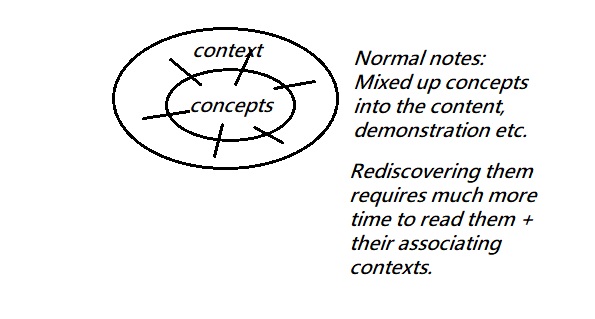 context
concepts
Normal notes:
Mixed up concepts
into the content,
demonstration etc.
Rediscovering them
requires much more
time to read them +
their associating
contexts.